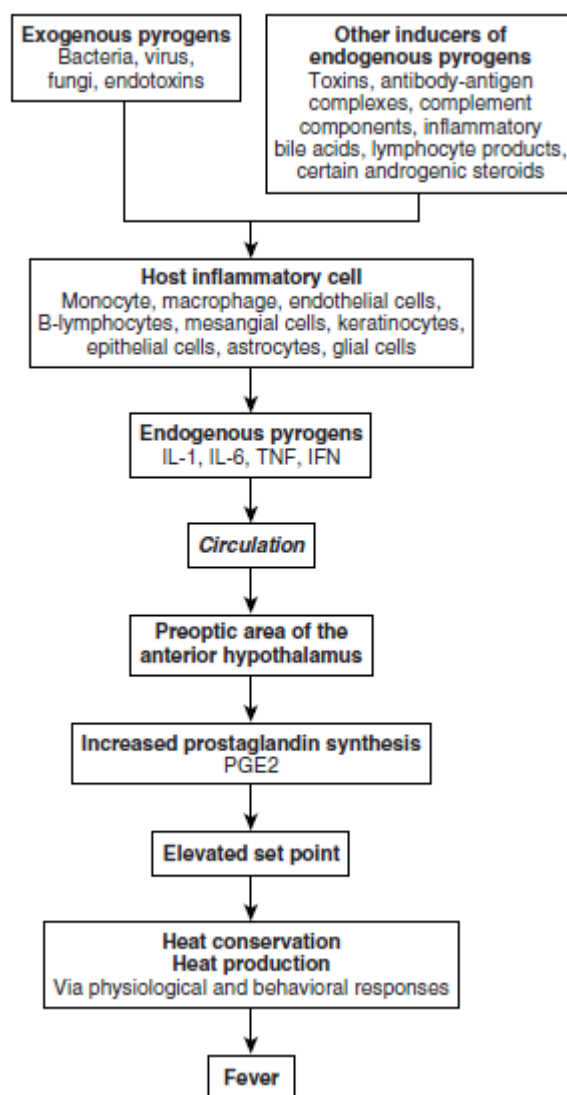 Exogenous pyrogens
Bacteria, virus,
fungi, endotoxins
Other inducers of
endogenous pyrogens
Toxins, antibody-antigen
complexes, complement
components, inflammatory
bile acids, lymphocyte products,
certain androgenic steroids
Host inflammatory cell
Monocyte, macrophage, endothelial cells,
B-lymphocytes, mesangial cells, keratinocytes,
epithelial cells, astrocytes, glial cells
Endogenous pyrogens
IL-1, IL-6, TNF, IFN
Circulation
Preoptic area of the
anterior hypothalamus
Increased prostaglandin synthesis
PGE2
Elevated set point
Heat conservation
Heat production
Via physiological and behavioral responses
Fever